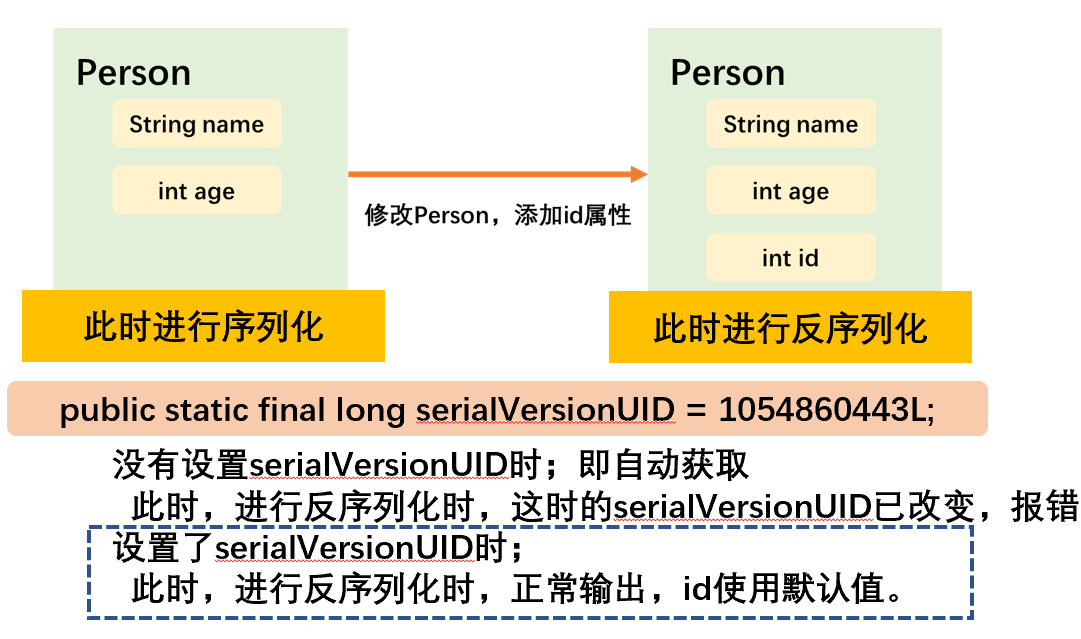 Person
String name
int age
修改Person，添加id属性
Person
String name
int age
int id
此时进行序列化
此时进行反序列化
public static final long serialVersionUID = 1054860443L;
没有设置serialVersionUID时；即自动获取
此时，进行反序列化时，这时的serialVersionUID已改变，报错
设置了serialVersionUID时；
此时，进行反序列化时，正常输出，id使用默认值。